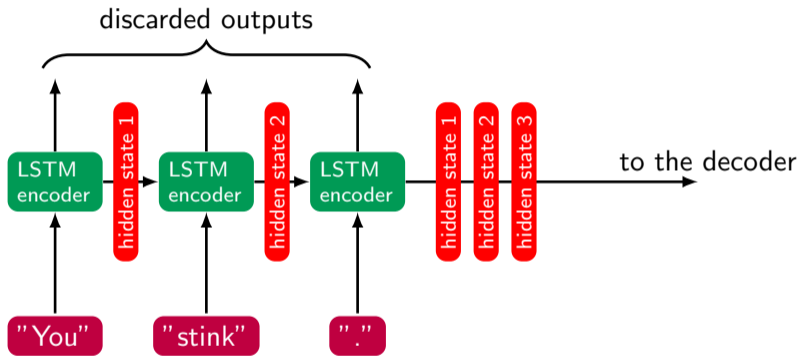 discarded outputs
LSTM
encoder
hidden state 1
LSTM
encoder
hidden state 2
LSTM
encoder
hidden state 1
hidden state 2
hidden state 3
to the decoder
"You"
"stink"
"."